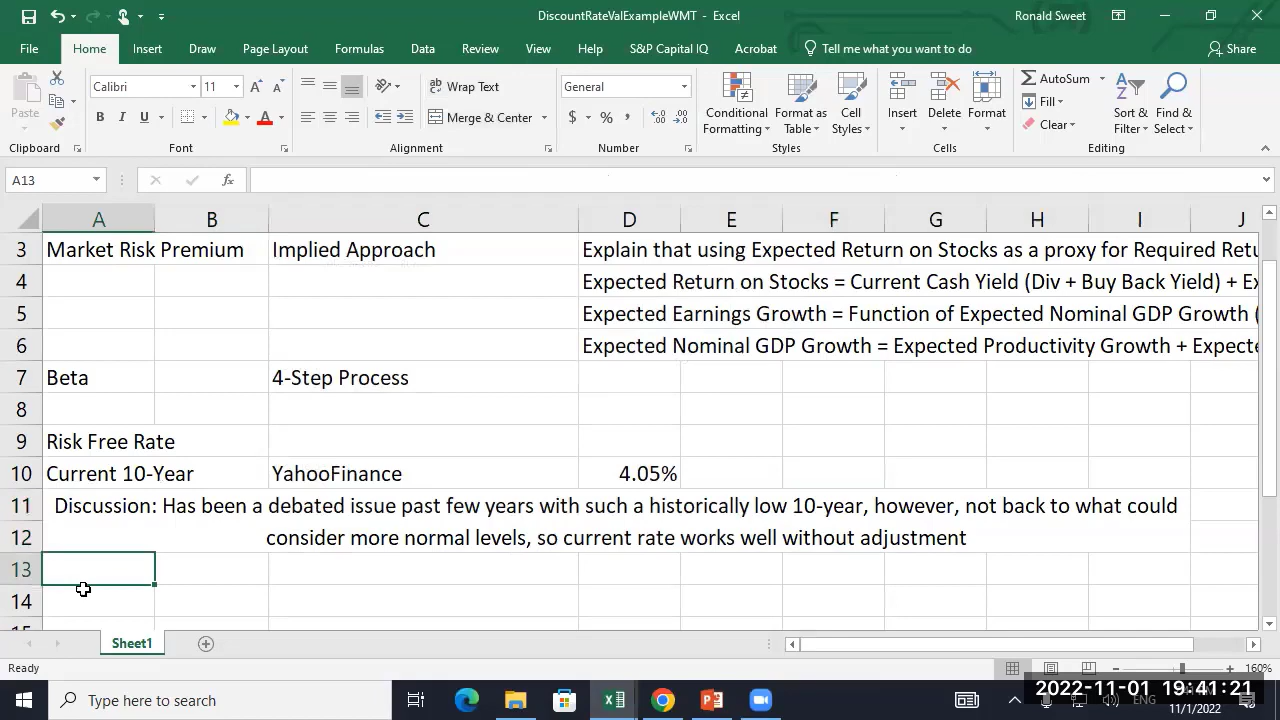 DiscountRateValExampleWMT - Excel
Ronald Sweet
File Home Insert Draw Page Layout Formulas Data Review View Help S&P Capital IQ Acrobat Tell me what you want to do Share
Paste
Clipboard
Calibri 11
B I U
Font
Wrap Text
Merge & Center
Alignment
General
$ % ,
Number
Conditional Formatting
Format as Table
Cell Styles
Styles
Insert Delete Format
Cells
AutoSum
Fill
Clear
Sort & Filter
Find & Select
Editing
A13 fx
A B C D E F G H I J
3 Market Risk Premium Implied Approach Explain that using Expected Return on Stocks as a proxy for Required Retu
4 Expected Return on Stocks = Current Cash Yield (Div + Buy Back Yield) + Ex
5 Expected Earnings Growth = Function of Expected Nominal GDP Growth (
6 Expected Nominal GDP Growth = Expected Productivity Growth + Expecte
7 Beta 4-Step Process
8
9 Risk Free Rate
10 Current 10-Year YahooFinance 4.05%
11 Discussion: Has been a debated issue past few years with such a historically low 10-year, however, not back to what could
12 consider more normal levels, so current rate works well without adjustment
13
14
15
Sheet1
Ready
160%
Type here to search
2022-11-01 19:41:21
ENG
11/1/2022